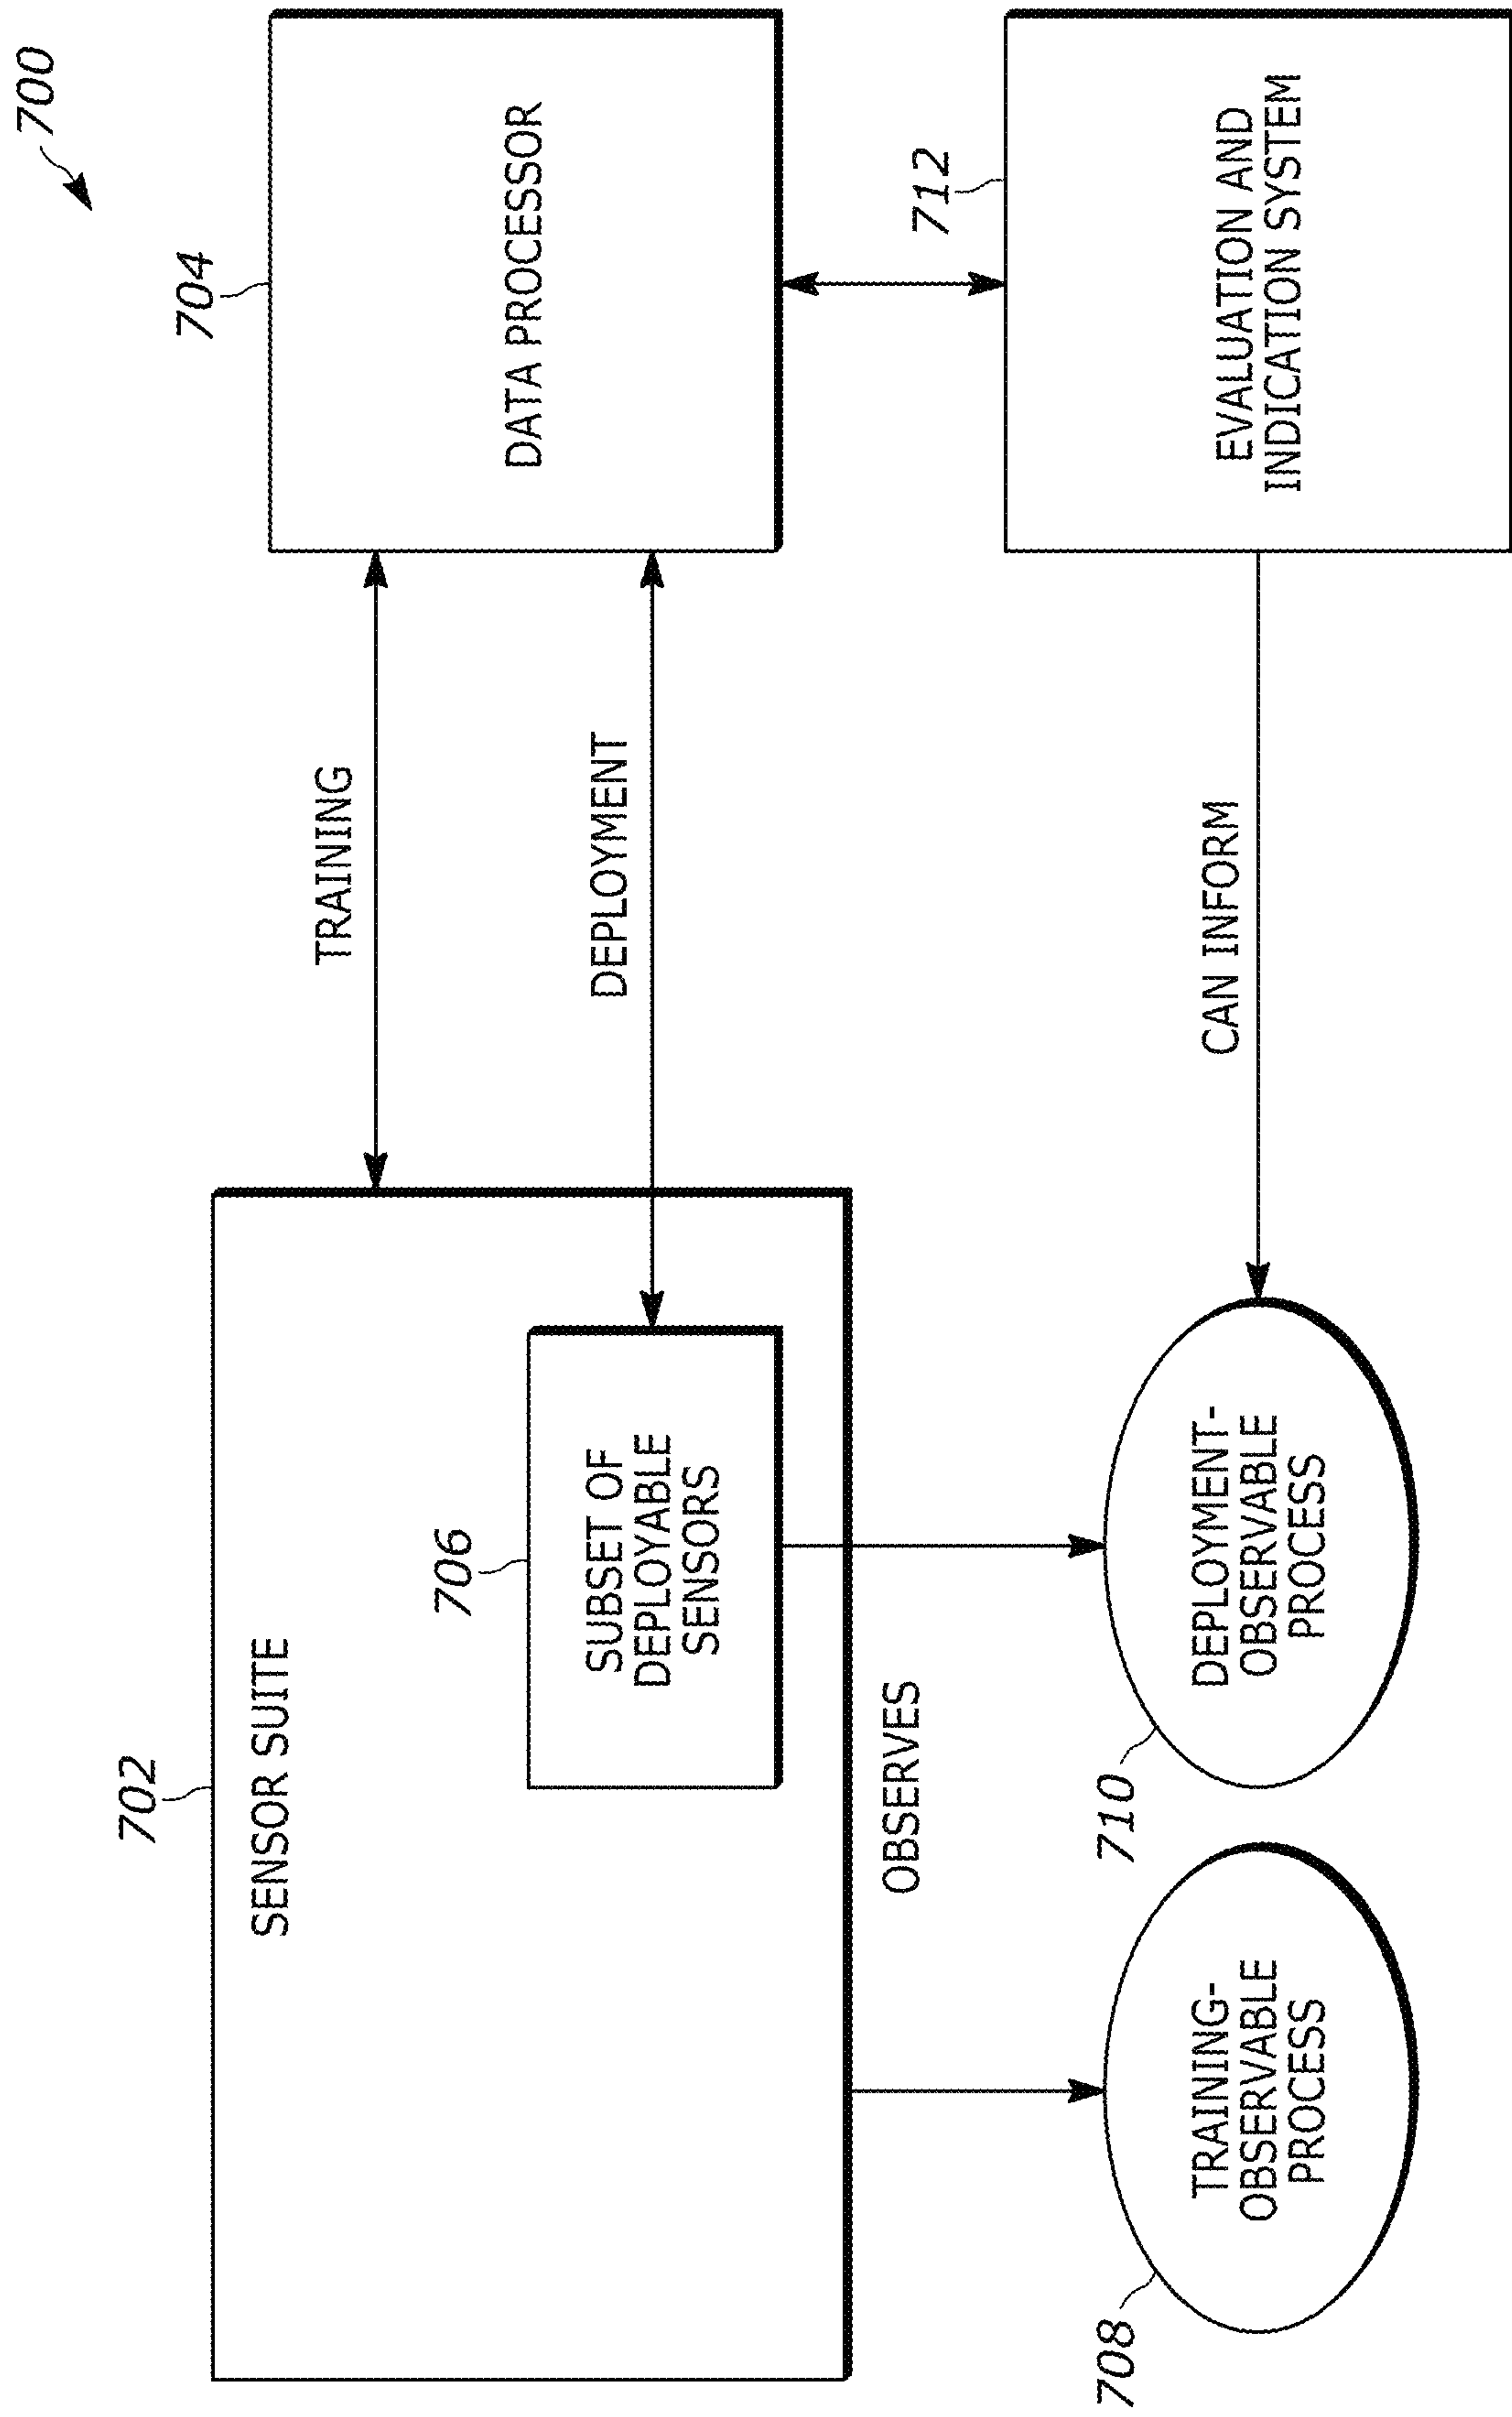 700
702
SENSOR SUITE
706
SUBSET OF
DEPLOYABLE
SENSORS
TRAINING
DEPLOYMENT
704
DATA PROCESSOR
OBSERVES
708
TRAINING-
OBSERVABLE
PROCESS
710
DEPLOYMENT-
OBSERVABLE
PROCESS
CAN INFORM
712
EVALUATION AND
INDICATION SYSTEM